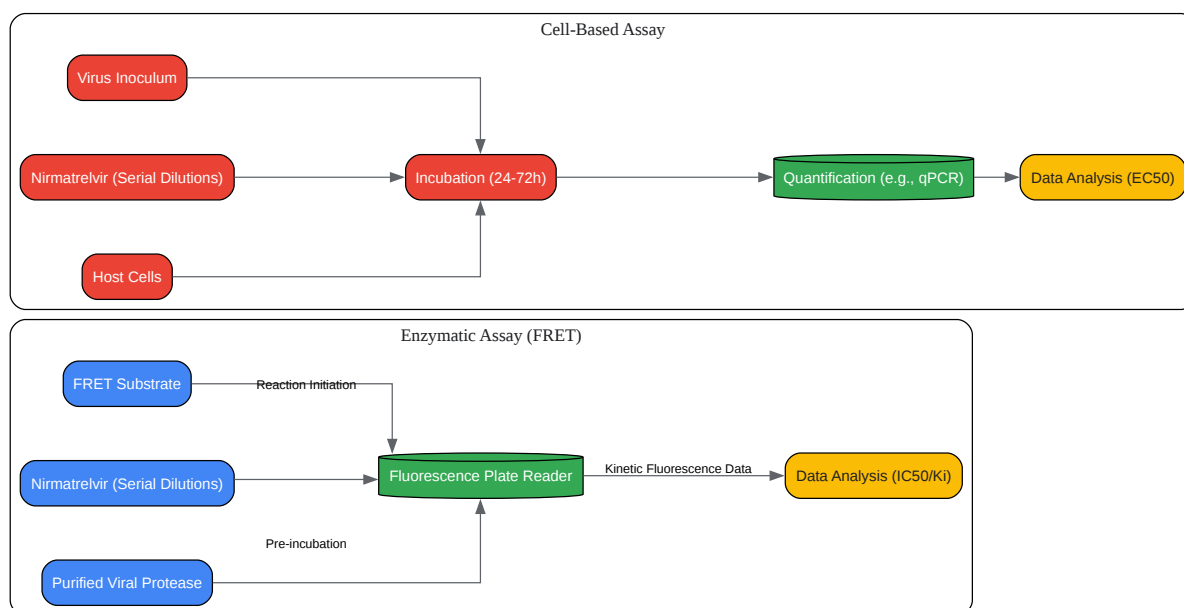 Cell-Based Assay
Virus Inoculum
Nirmatrelvir (Serial Dilutions)
Incubation (24-72h)
Quantification (e.g., qPCR)
Data Analysis (EC50)
Host Cells
Enzymatic Assay (FRET)
FRET Substrate
Reaction Initiation
Nirmatrelvir (Serial Dilutions)
Fluorescence Plate Reader
Kinetic Fluorescence Data
Data Analysis (IC50/Ki)
Pre-incubation
Purified Viral Protease